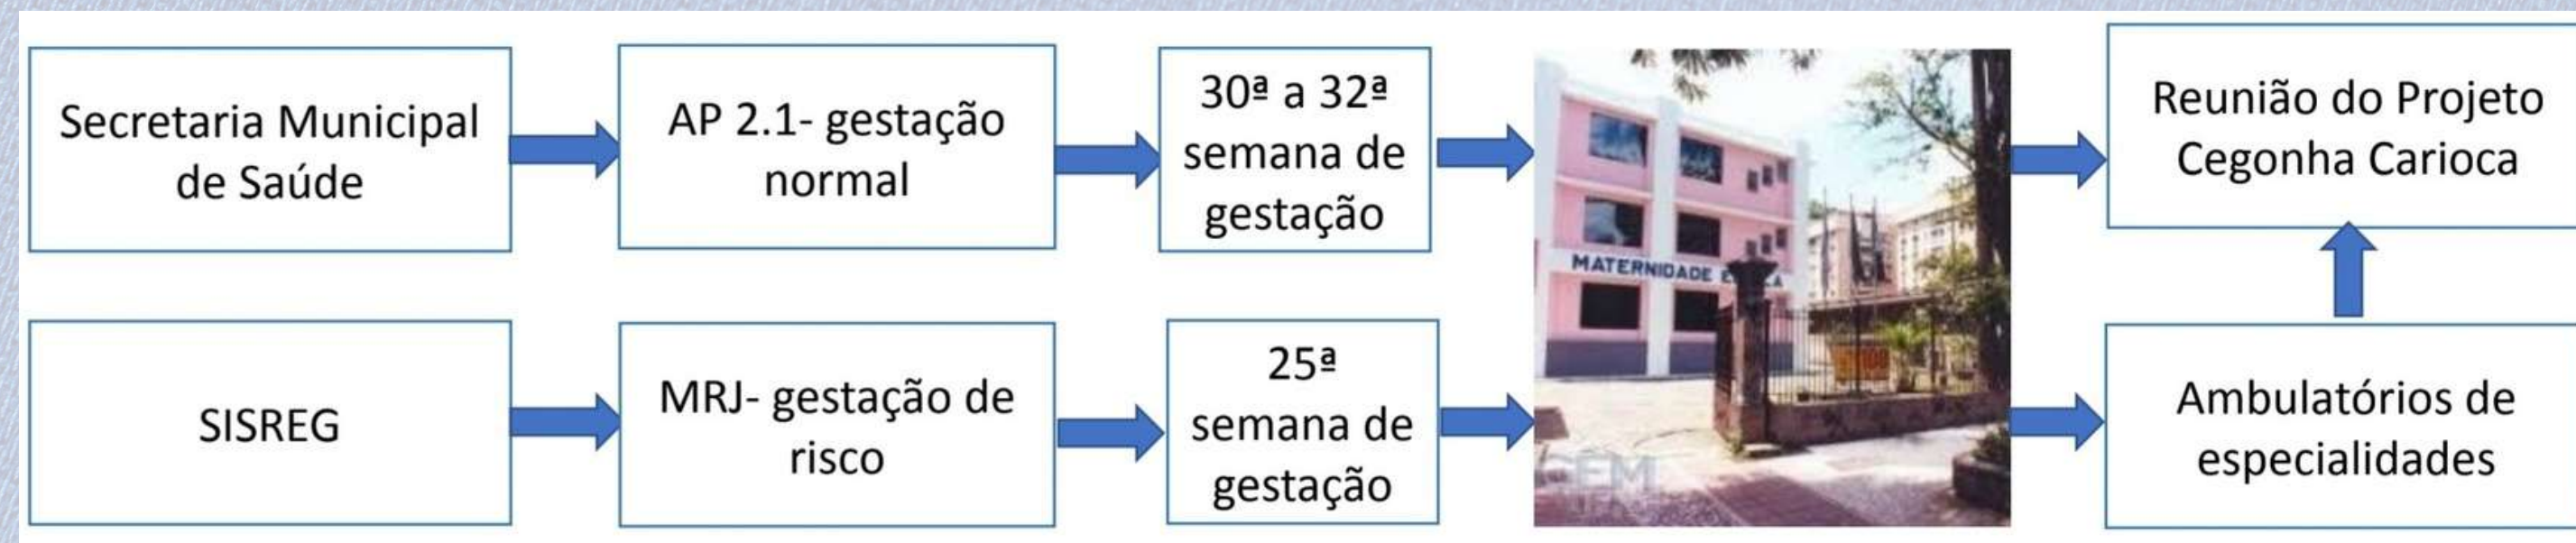 Secretaria Municipal
de Saúde
AP 2.1- gestação
normal
30ª a 32ª
semana de
gestação
MATERNIDADE
Reunião do Projeto
Cegonha Carioca
SISREG
MRJ- gestação de
risco
25ª
semana de
gestação
Ambulatórios de
especialidades